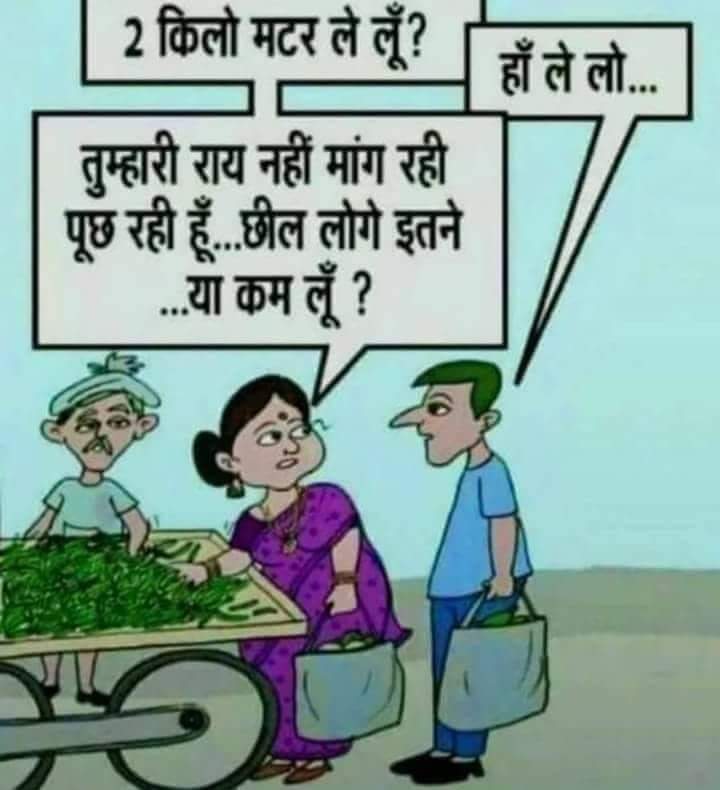 2 किलो मटर ले लूँ?
हाँ ले लो...
तुम्हारी राय नहीं मांग रही
पूछ रही हूँ...छील लोगे इतने
...या कम लूँ ?